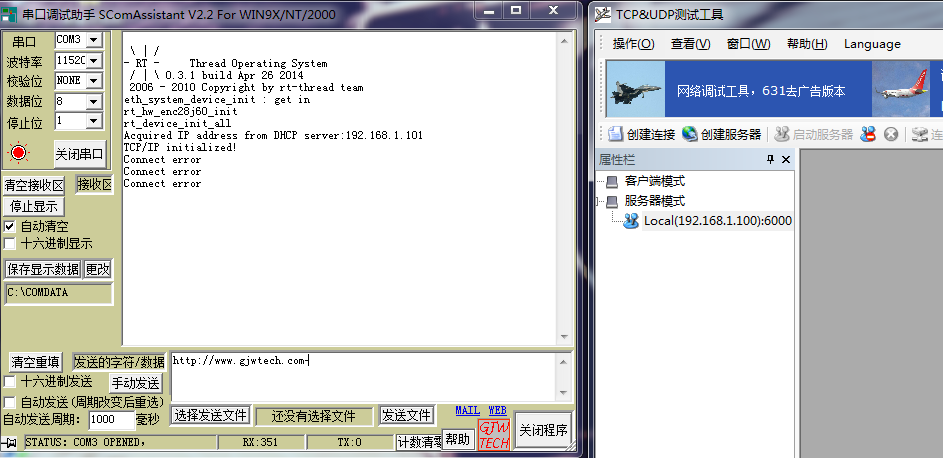 串口调试助手 SComAssistant V2.2 For WIN9X/NT/2000
串口 COM3
波特率 11520
校验位 NONE
数据位 8
停止位 1
关闭串口
清空接收区 接收区
停止显示
自动清空
十六进制显示
保存显示数据 更改
C:\COMDATA
\ | /
- RT - Thread Operating System
/ | \ 0.3.1 build Apr 26 2014
2006 - 2010 Copyright by rt-thread team
eth_system_device_init : get in
rt_hw_enc28j60_init
rt_device_init_all
Acquired IP address from DHCP server:192.168.1.101
TCP/IP initialized!
Connect error
Connect error
Connect error
清空重填 发送的字符/数据
http://www.gjwtech.com-
十六进制发送 手动发送
自动发送(周期改变后重选)
自动发送周期: 1000 毫秒
选择发送文件 还没有选择文件 发送文件
MAIL WEB
GJW
TECH
关闭程序
STATUS: COM3 OPENED, RX:351 TX:0 计数清零 帮助
TCP&UDP测试工具
操作(O) 查看(V) 窗口(W) 帮助(H) Language
网络调试工具，631去广告版本
创建连接 创建服务器 启动服务器
属性栏
客户端模式
服务器模式
Local(192.168.1.100):6000